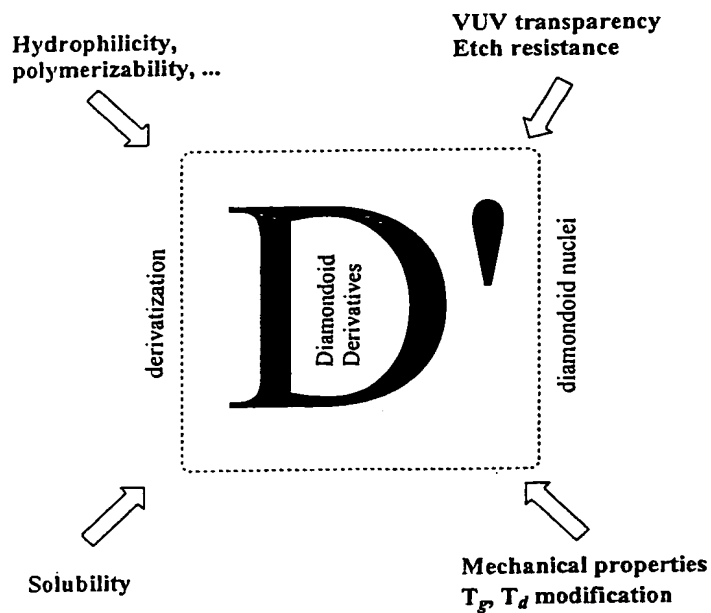 Hydrophilicity,
polymerizability, ...
VUV transparency
Etch resistance
derivatization
D'
Diamondoid
Derivatives
diamondoid nuclei
Solubility
Mechanical properties
Tg, Td modification